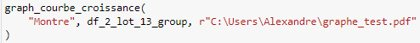 graph_courbe_croissance(
"Montre", df_2_lot_13_group, r"C:\Users\Alexandre\graphe_test.pdf"
)